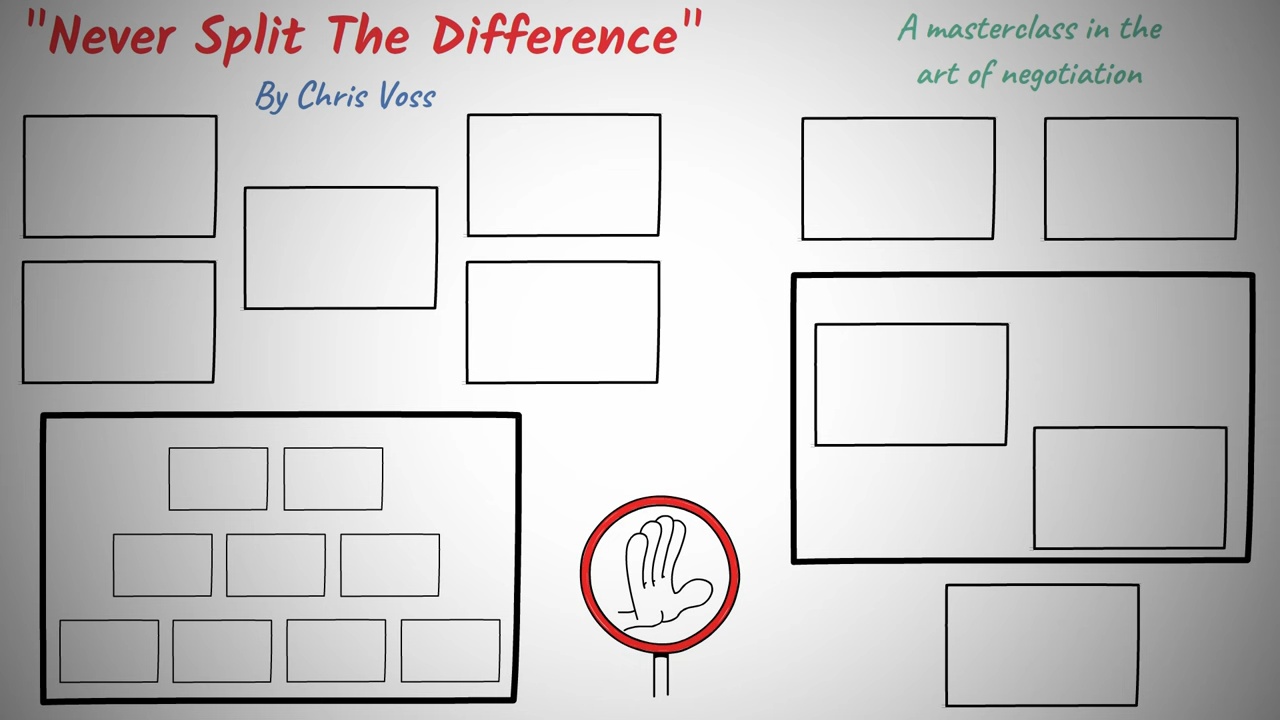 "Never Split The Difference"
By Chris Voss
A masterclass in the
art of negotiation